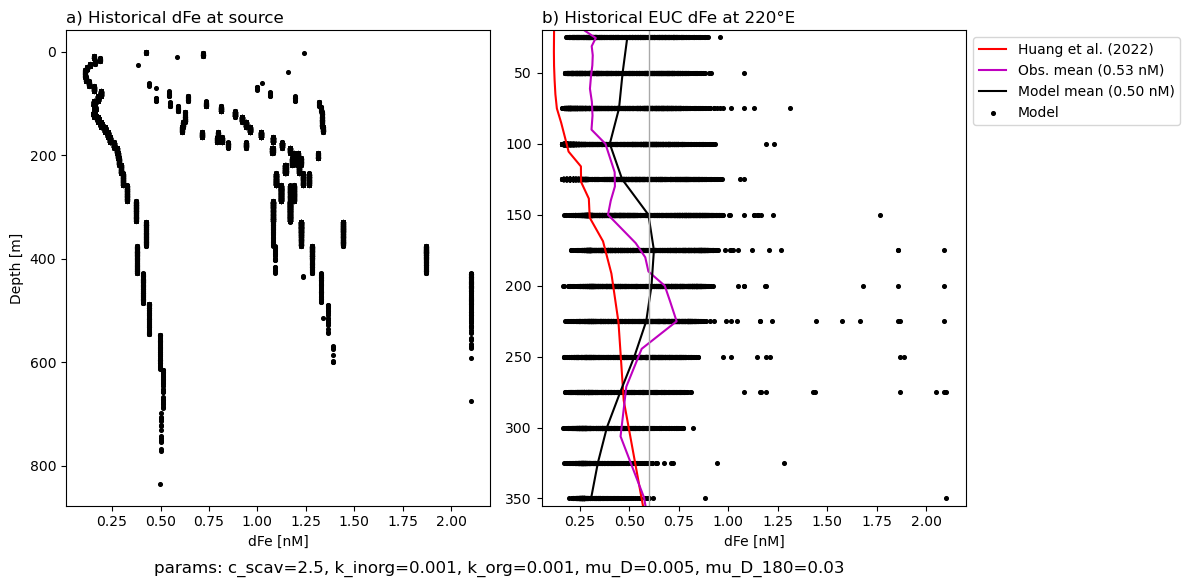 a) Historical dFe at source
b) Historical EUC dFe at 220°E
0
200
400
600
800
Depth [m]
0.25 0.50 0.75 1.00 1.25 1.50 1.75 2.00
dFe [nM]
50
100
150
200
250
300
350
0.25 0.50 0.75 1.00 1.25 1.50 1.75 2.00
dFe [nM]
Huang et al. (2022)
Obs. mean (0.53 nM)
Model mean (0.50 nM)
Model
params: c_scav=2.5, k_inorg=0.001, k_org=0.001, mu_D=0.005, mu_D_180=0.03